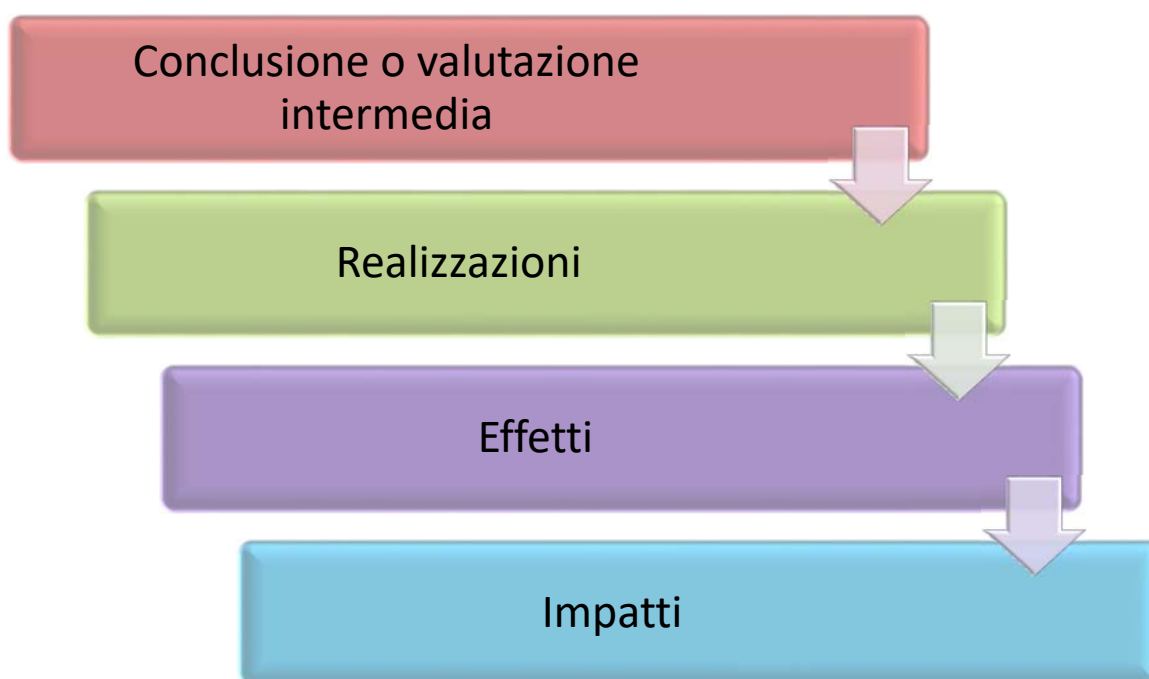 Conclusione o valutazione
intermedia
Realizzazioni
Effetti
Impatti